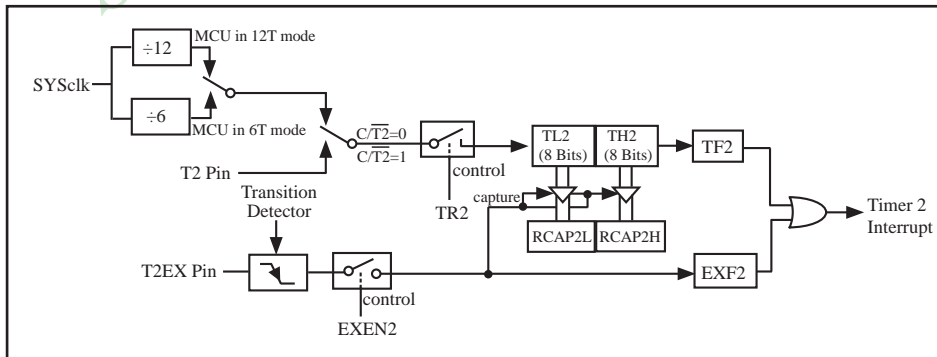 ÷12
MCU in 12T mode
SYSclk
÷6
MCU in 6T mode
C/T2=0
C/T2=1
T2 Pin
control
TR2
TL2
(8 Bits)
TH2
(8 Bits)
TF2
capture
RCAP2L
RCAP2H
Timer 2
Interrupt
Transition
Detector
T2EX Pin
control
EXEN2
EXF2